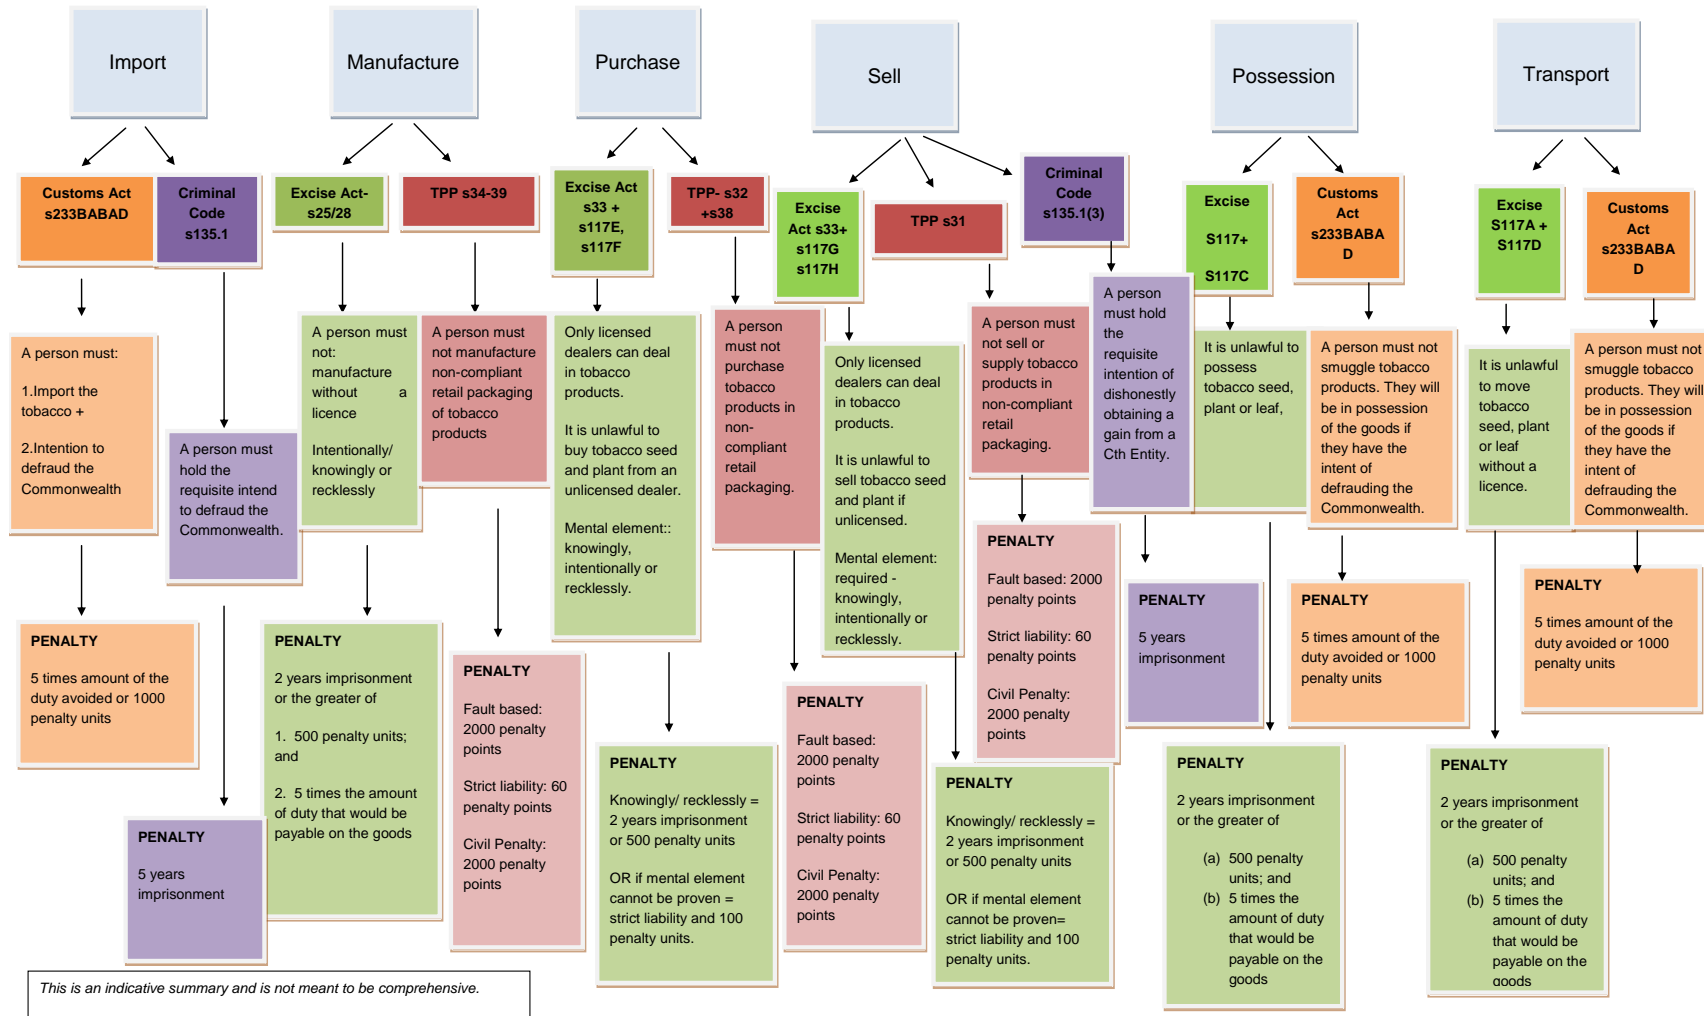 Import
Manufacture
Purchase
Sell
Possession
Transport
Customs Act
s233BABAD
Criminal
Code
s135.1
Excise Act-
s25/28
TPP s34-39
Excise Act
s33 +
s117E,
s117F
TPP- s32
+s38
Excise
Act s33+
s117G
s117H
TPP s31
Criminal
Code
s135.1(3)
Excise
S117+
S117C
Customs
Act
s233BABA
D
Excise
S117A +
S117D
Customs
Act
s233BABA
D
A person must:
1.Import the
tobacco +
2.Intention to
defraud the
Commonwealth
A person must
hold the
requisite intend
to defraud the
Commonwealth.
A person must
not:
manufacture
without a
licence
Intentionally/
knowingly or
recklessly
A person must
not manufacture
non-compliant
retail packaging
of tobacco
products
Only licensed
dealers can deal
in tobacco
products.
It is unlawful to
buy tobacco seed
and plant from an
unlicensed dealer.
Mental element::
knowingly,
intentionally or
recklessly.
A person
must not
purchase
tobacco
products in
non-
compliant
retail
packaging.
Only licensed
dealers can deal
in tobacco
products.
It is unlawful to
sell tobacco seed
and plant if
unlicensed.
Mental element:
required -
knowingly,
intentionally or
recklessly.
A person must
not sell or
supply tobacco
products in
non-compliant
retail
packaging.
A person
must hold
the
requisite
intention of
dishonestly
obtaining a
gain from a
Cth Entity.
It is unlawful to
possess
tobacco seed,
plant or leaf,
A person must not
smuggle tobacco
products. They will
be in possession
of the goods if
they have the
intent of
defrauding the
Commonwealth.
It is unlawful
to move
tobacco
seed, plant
or leaf
without a
licence.
A person must not
smuggle tobacco
products. They will
be in possession
of the goods if
they have the
intent of
defrauding the
Commonwealth.
PENALTY
5 times amount of the
duty avoided or 1000
penalty units
PENALTY
5 years
imprisonment
PENALTY
2 years imprisonment
or the greater of
1. 500 penalty units;
and
2. 5 times the amount
of duty that would be
payable on the goods
PENALTY
Fault based:
2000 penalty
points
Strict liability: 60
penalty points
Civil Penalty:
2000 penalty
points
PENALTY
Knowingly/ recklessly =
2 years imprisonment
or 500 penalty units
OR if mental element
cannot be proven =
strict liability and 100
penalty units.
PENALTY
Fault based:
2000 penalty
points
Strict liability: 60
penalty points
Civil Penalty:
2000 penalty
points
PENALTY
Knowingly/ recklessly =
2 years imprisonment
or 500 penalty units
OR if mental element
cannot be proven=
strict liability and 100
penalty units.
PENALTY
Fault based: 2000
penalty points
Strict liability: 60
penalty points
Civil Penalty:
2000 penalty
points
PENALTY
5 years
imprisonment
PENALTY
2 years imprisonment
or the greater of
(a) 500 penalty
units; and
(b) 5 times the
amount of duty
that would be
payable on the
goods
PENALTY
5 times amount of the
duty avoided or 1000
penalty units
PENALTY
2 years imprisonment
or the greater of
(a) 500 penalty
units; and
(b) 5 times the
amount of duty
that would be
payable on the
goods
PENALTY
5 times amount of the
duty avoided or 1000
penalty units
This is an indicative summary and is not meant to be comprehensive.